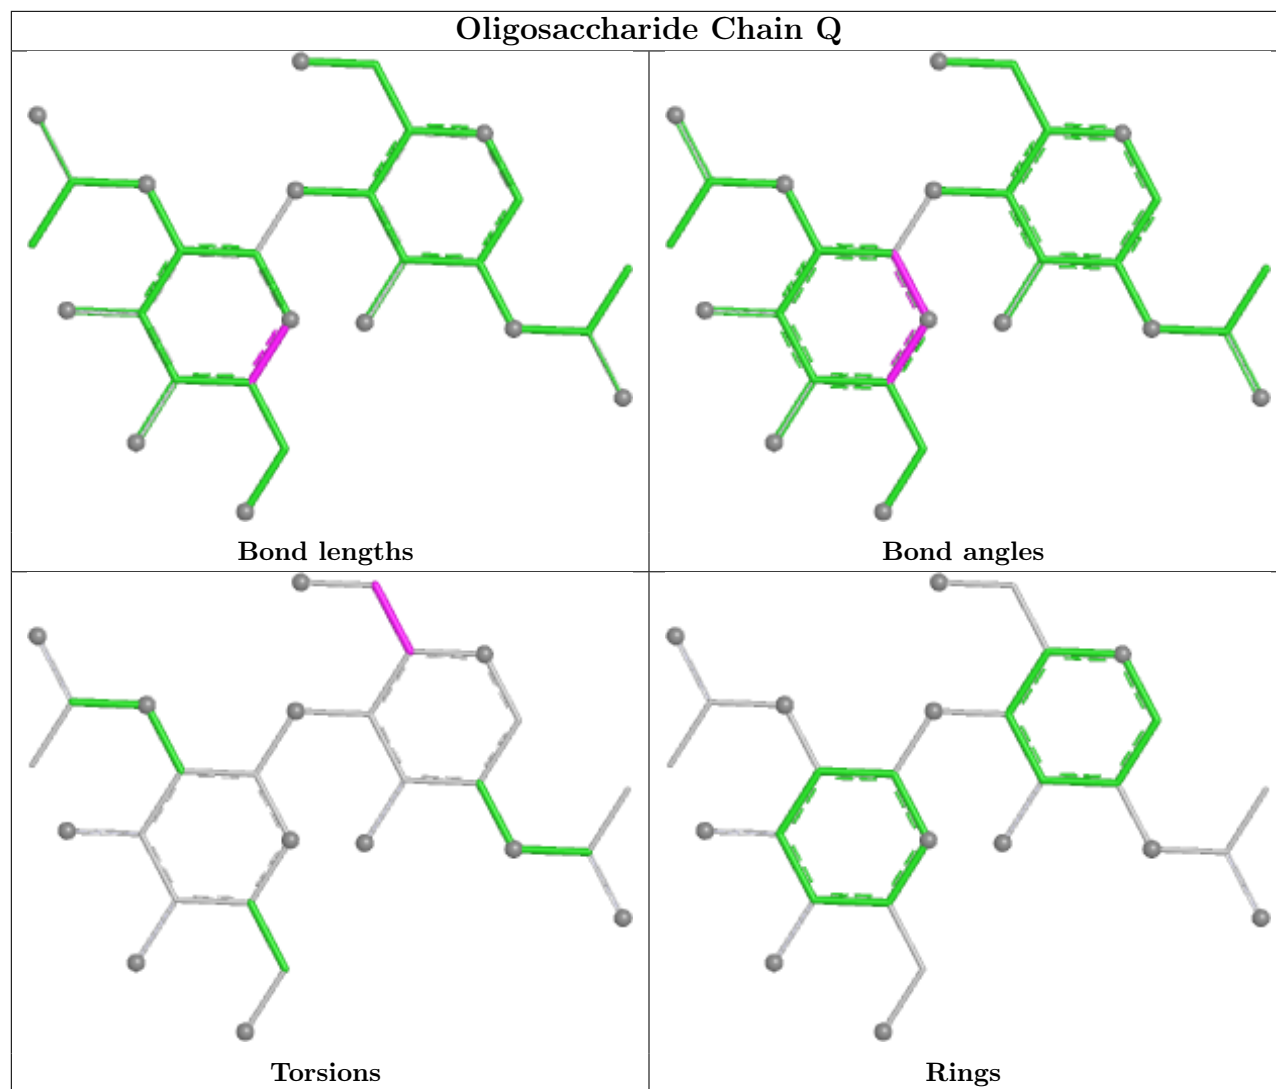 Oligosaccharide Chain Q
Bond lengths
Bond angles
Torsions
Rings